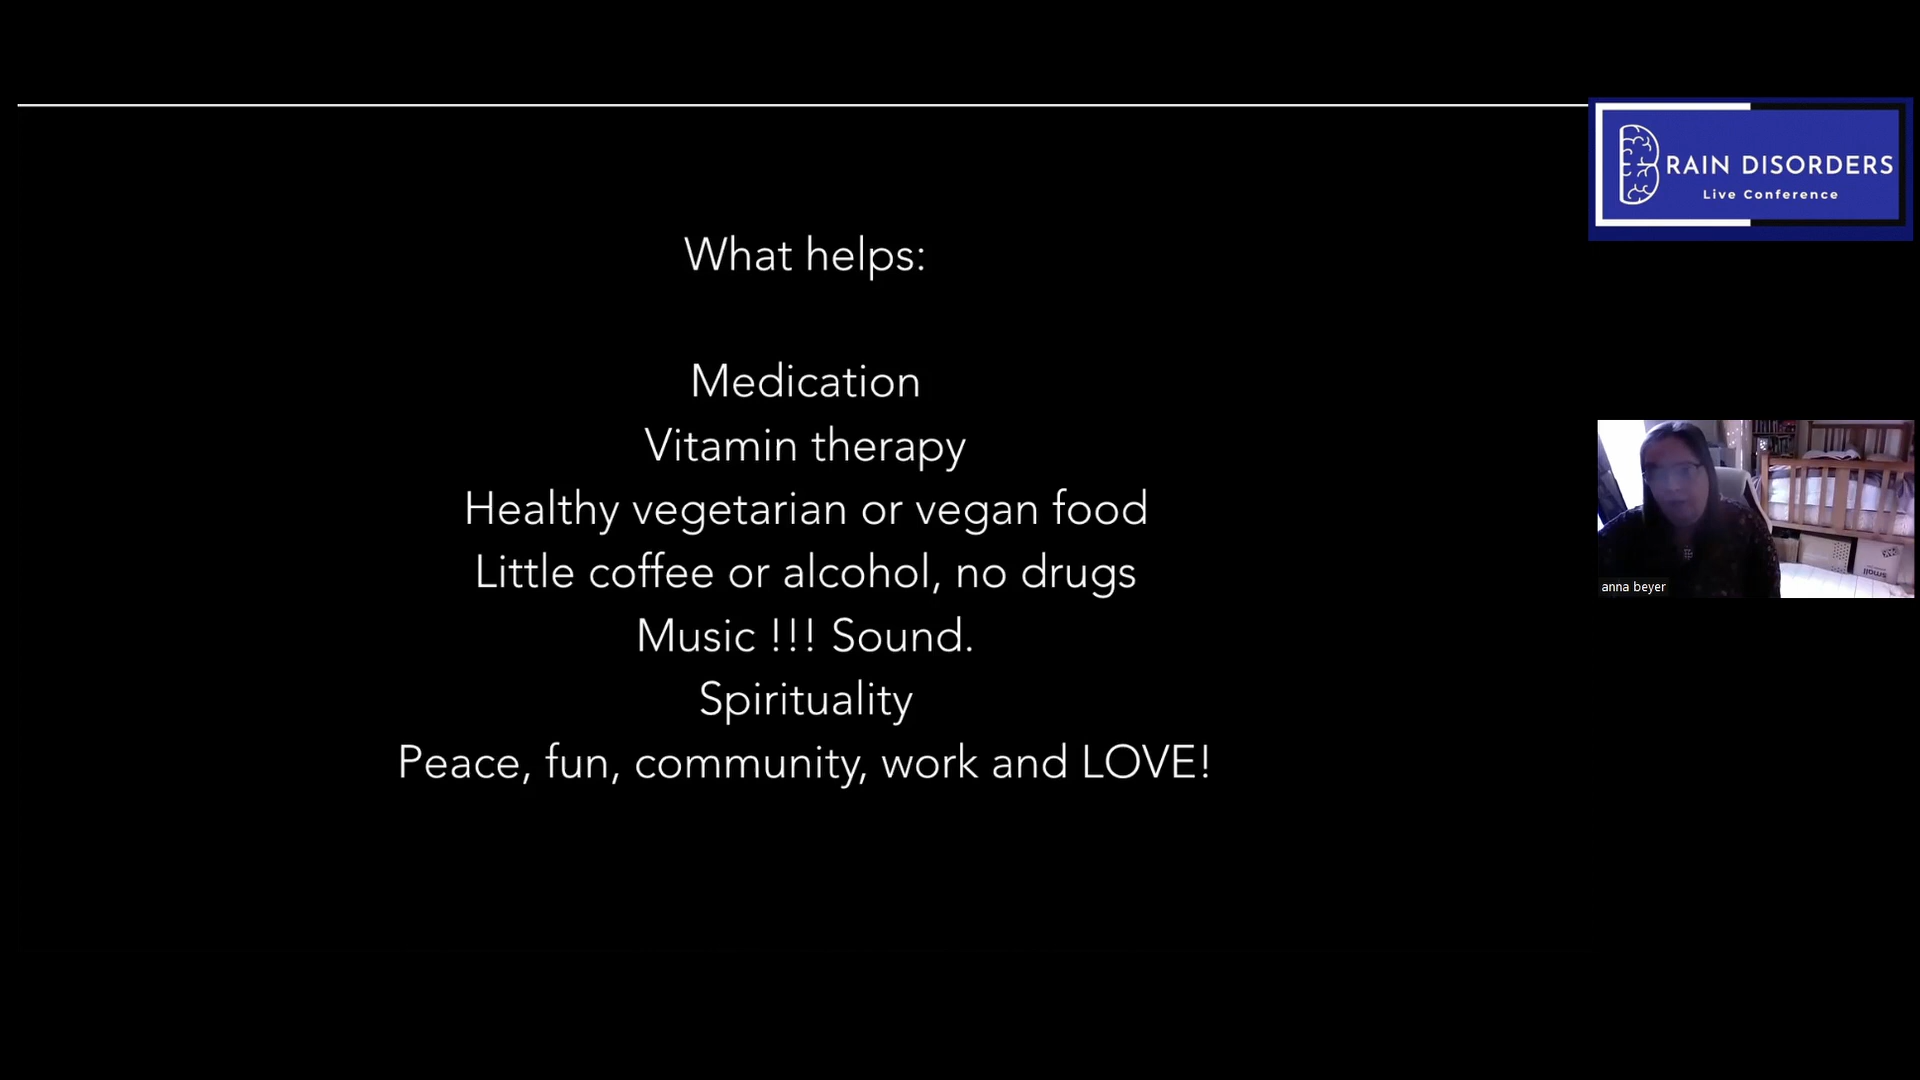 RAIN DISORDERS
Live Conference
What helps:
Medication
Vitamin therapy
Healthy vegetarian or vegan food
Little coffee or alcohol, no drugs
Music !!! Sound.
Spirituality
Peace, fun, community, work and LOVE!
anna beyer